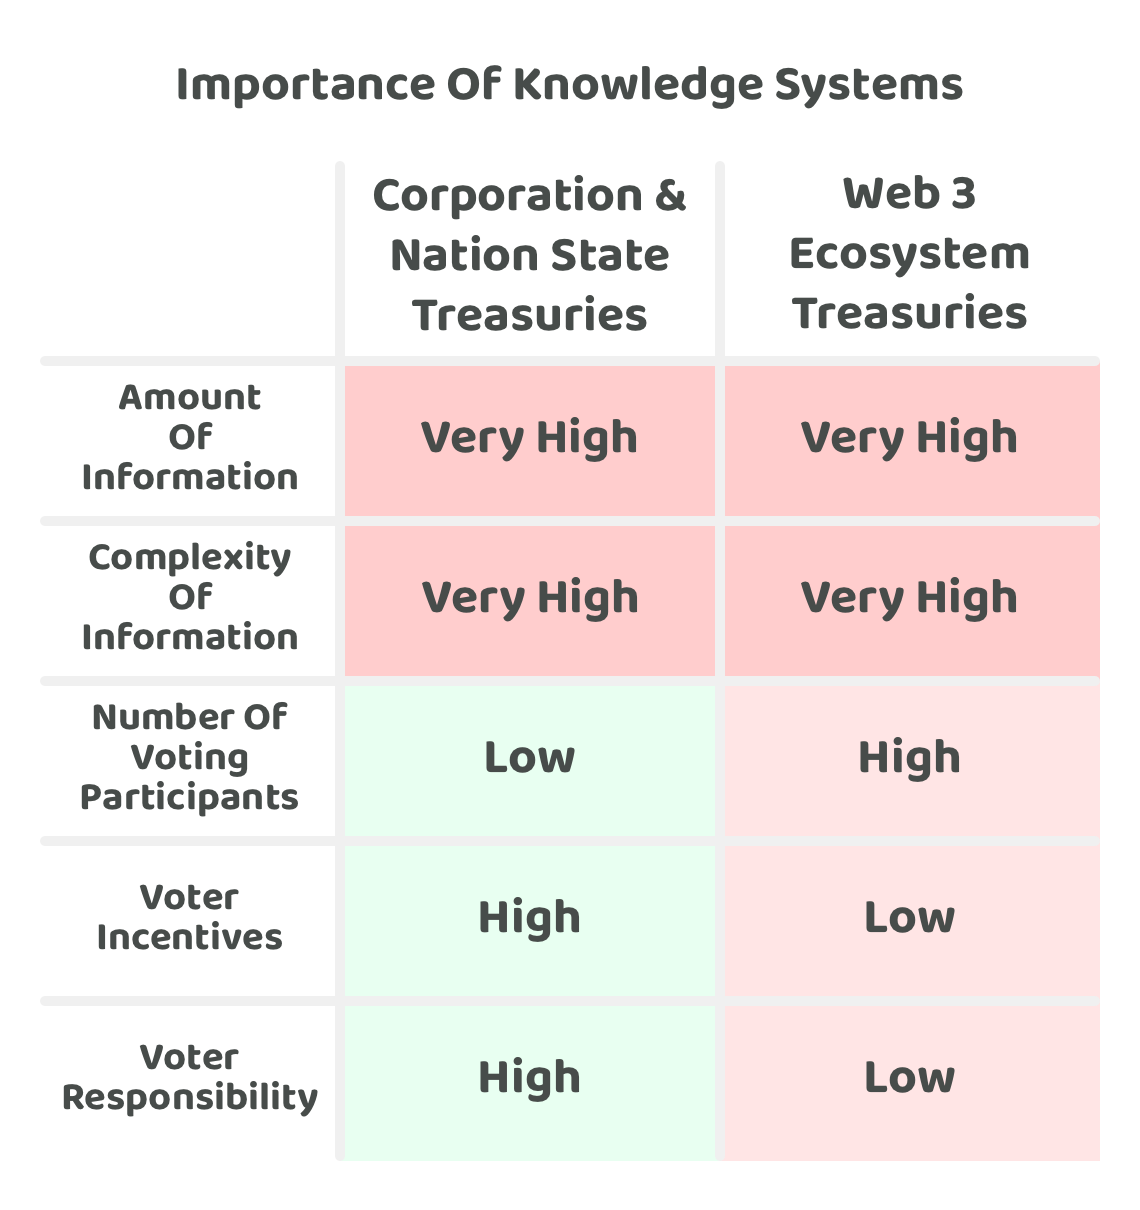 Importance Of Knowledge Systems
Corporation &
Nation State
Treasuries
Web 3
Ecosystem
Treasuries
Amount
Of
Information
Very High
Very High
Complexity
Of
Information
Very High
Very High
Number Of
Voting
Participants
Low
High
Voter
Incentives
High
Low
Voter
Responsibility
High
Low